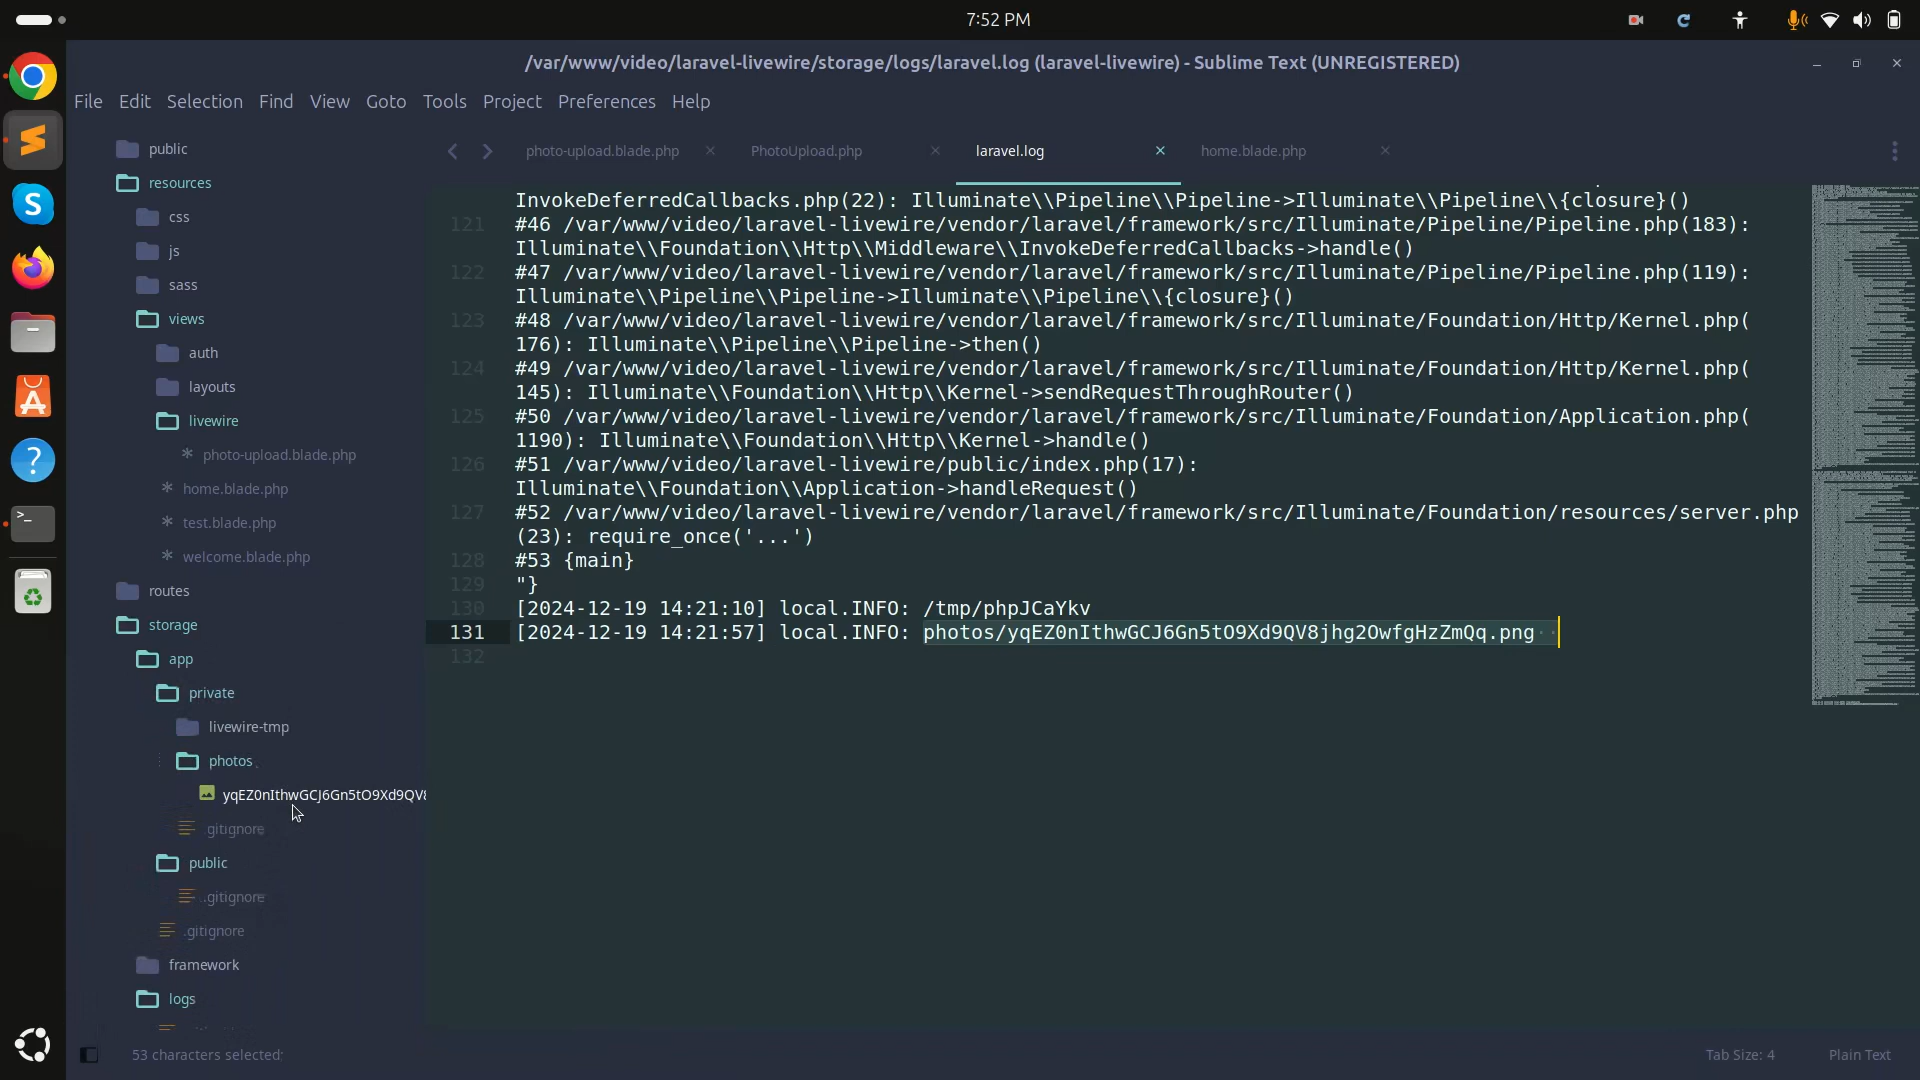 7:52 PM
/var/www/video/laravel-livewire/storage/logs/laravel.log (laravel-livewire) - Sublime Text (UNREGISTERED)
File Edit Selection Find View Goto Tools Project Preferences Help
public
resources
css
js
sass
views
auth
layouts
livewire
photo-upload.blade.php
home.blade.php
test.blade.php
welcome.blade.php
routes
storage
app
private
livewire-tmp
photos
yqEZ0nIthwGCJ6Gn5tO9Xd9QV8
.gitignore
public
.gitignore
.gitignore
framework
logs
photo-upload.blade.php PhotoUpload.php laravel.log home.blade.php
InvokeDeferredCallbacks.php(22): Illuminate\\Pipeline\\Pipeline->Illuminate\\Pipeline\\{closure}()
121 #46 /var/www/video/laravel-livewire/vendor/laravel/framework/src/Illuminate/Pipeline/Pipeline.php(183):
Illuminate\\Foundation\\Http\\Middleware\\InvokeDeferredCallbacks->handle()
122 #47 /var/www/video/laravel-livewire/vendor/laravel/framework/src/Illuminate/Pipeline/Pipeline.php(119):
Illuminate\\Pipeline\\Pipeline->Illuminate\\Pipeline\\{closure}()
123 #48 /var/www/video/laravel-livewire/vendor/laravel/framework/src/Illuminate/Foundation/Http/Kernel.php(
176): Illuminate\\Pipeline\\Pipeline->then()
124 #49 /var/www/video/laravel-livewire/vendor/laravel/framework/src/Illuminate/Foundation/Http/Kernel.php(
145): Illuminate\\Foundation\\Http\\Kernel->sendRequestThroughRouter()
125 #50 /var/www/video/laravel-livewire/vendor/laravel/framework/src/Illuminate/Foundation/Application.php(
1190): Illuminate\\Foundation\\Http\\Kernel->handle()
126 #51 /var/www/video/laravel-livewire/public/index.php(17):
Illuminate\\Foundation\\Application->handleRequest()
127 #52 /var/www/video/laravel-livewire/vendor/laravel/framework/src/Illuminate/Foundation/resources/server.php
(23): require_once('...')
128 #53 {main}
129 "}
130 [2024-12-19 14:21:10] local.INFO: /tmp/phpJCaYkv
131 [2024-12-19 14:21:57] local.INFO: photos/yqEZ0nIthwGCJ6Gn5tO9Xd9QV8jhg2OwfgHzZmQq.png
132
53 characters selected
Tab Size: 4
Plain Text